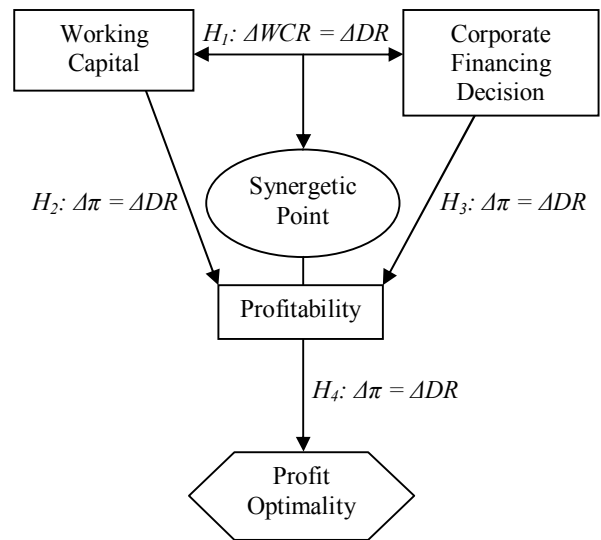 Working
Capital
H₁: ΔWCR = ΔDR
Corporate
Financing
Decision
Synergetic
Point
H₂: Δπ = ΔDR
H₃: Δπ = ΔDR
Profitability
H₄: Δπ = ΔDR
Profit
Optimality